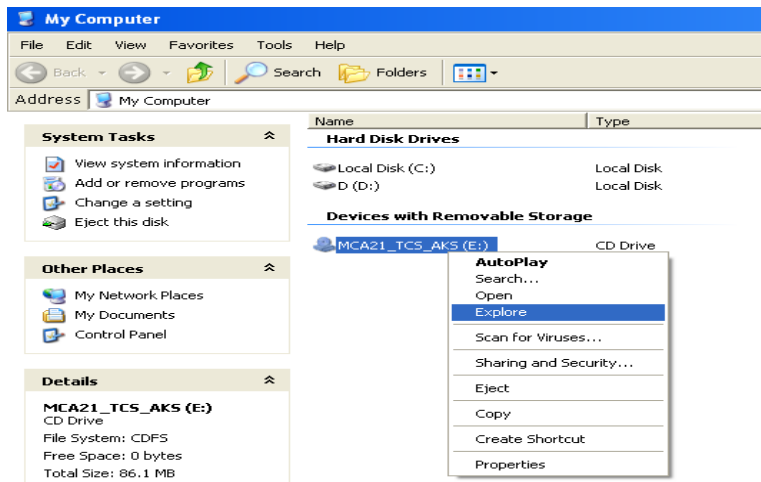 My Computer
File Edit View Favorites Tools Help
Back Search Folders
Address My Computer
System Tasks
View system information
Add or remove programs
Change a setting
Eject this disk
Other Places
My Network Places
My Documents
Control Panel
Details
MCA21_TCS_AKS (E:)
CD Drive
File System: CDFS
Free Space: 0 bytes
Total Size: 86.1 MB
Name Type
Hard Disk Drives
Local Disk (C:) Local Disk
D (D:) Local Disk
Devices with Removable Storage
MCA21_TCS_AKS (E:) CD Drive
AutoPlay
Search...
Open
Explore
Scan for Viruses...
Sharing and Security...
Eject
Copy
Create Shortcut
Properties